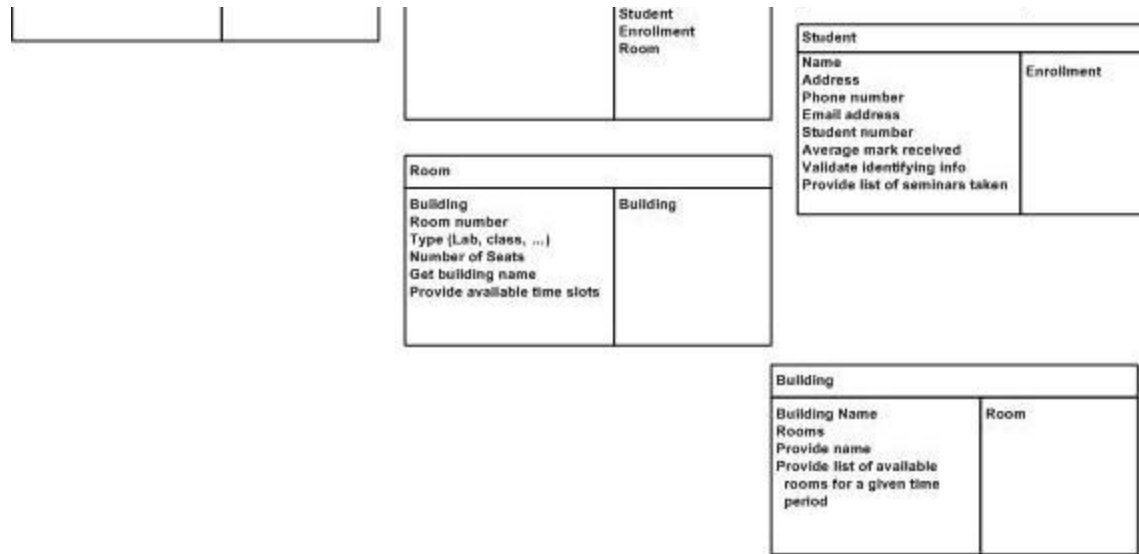 Student
Enrollment
Room
Student
Name
Address
Phone number
Email address
Student number
Average mark received
Validate identifying info
Provide list of seminars taken
Enrollment
Room
Building
Room number
Type (Lab, class, ...)
Number of Seats
Get building name
Provide available time slots
Building
Building
Building Name
Rooms
Provide name
Provide list of available
rooms for a given time
period
Room